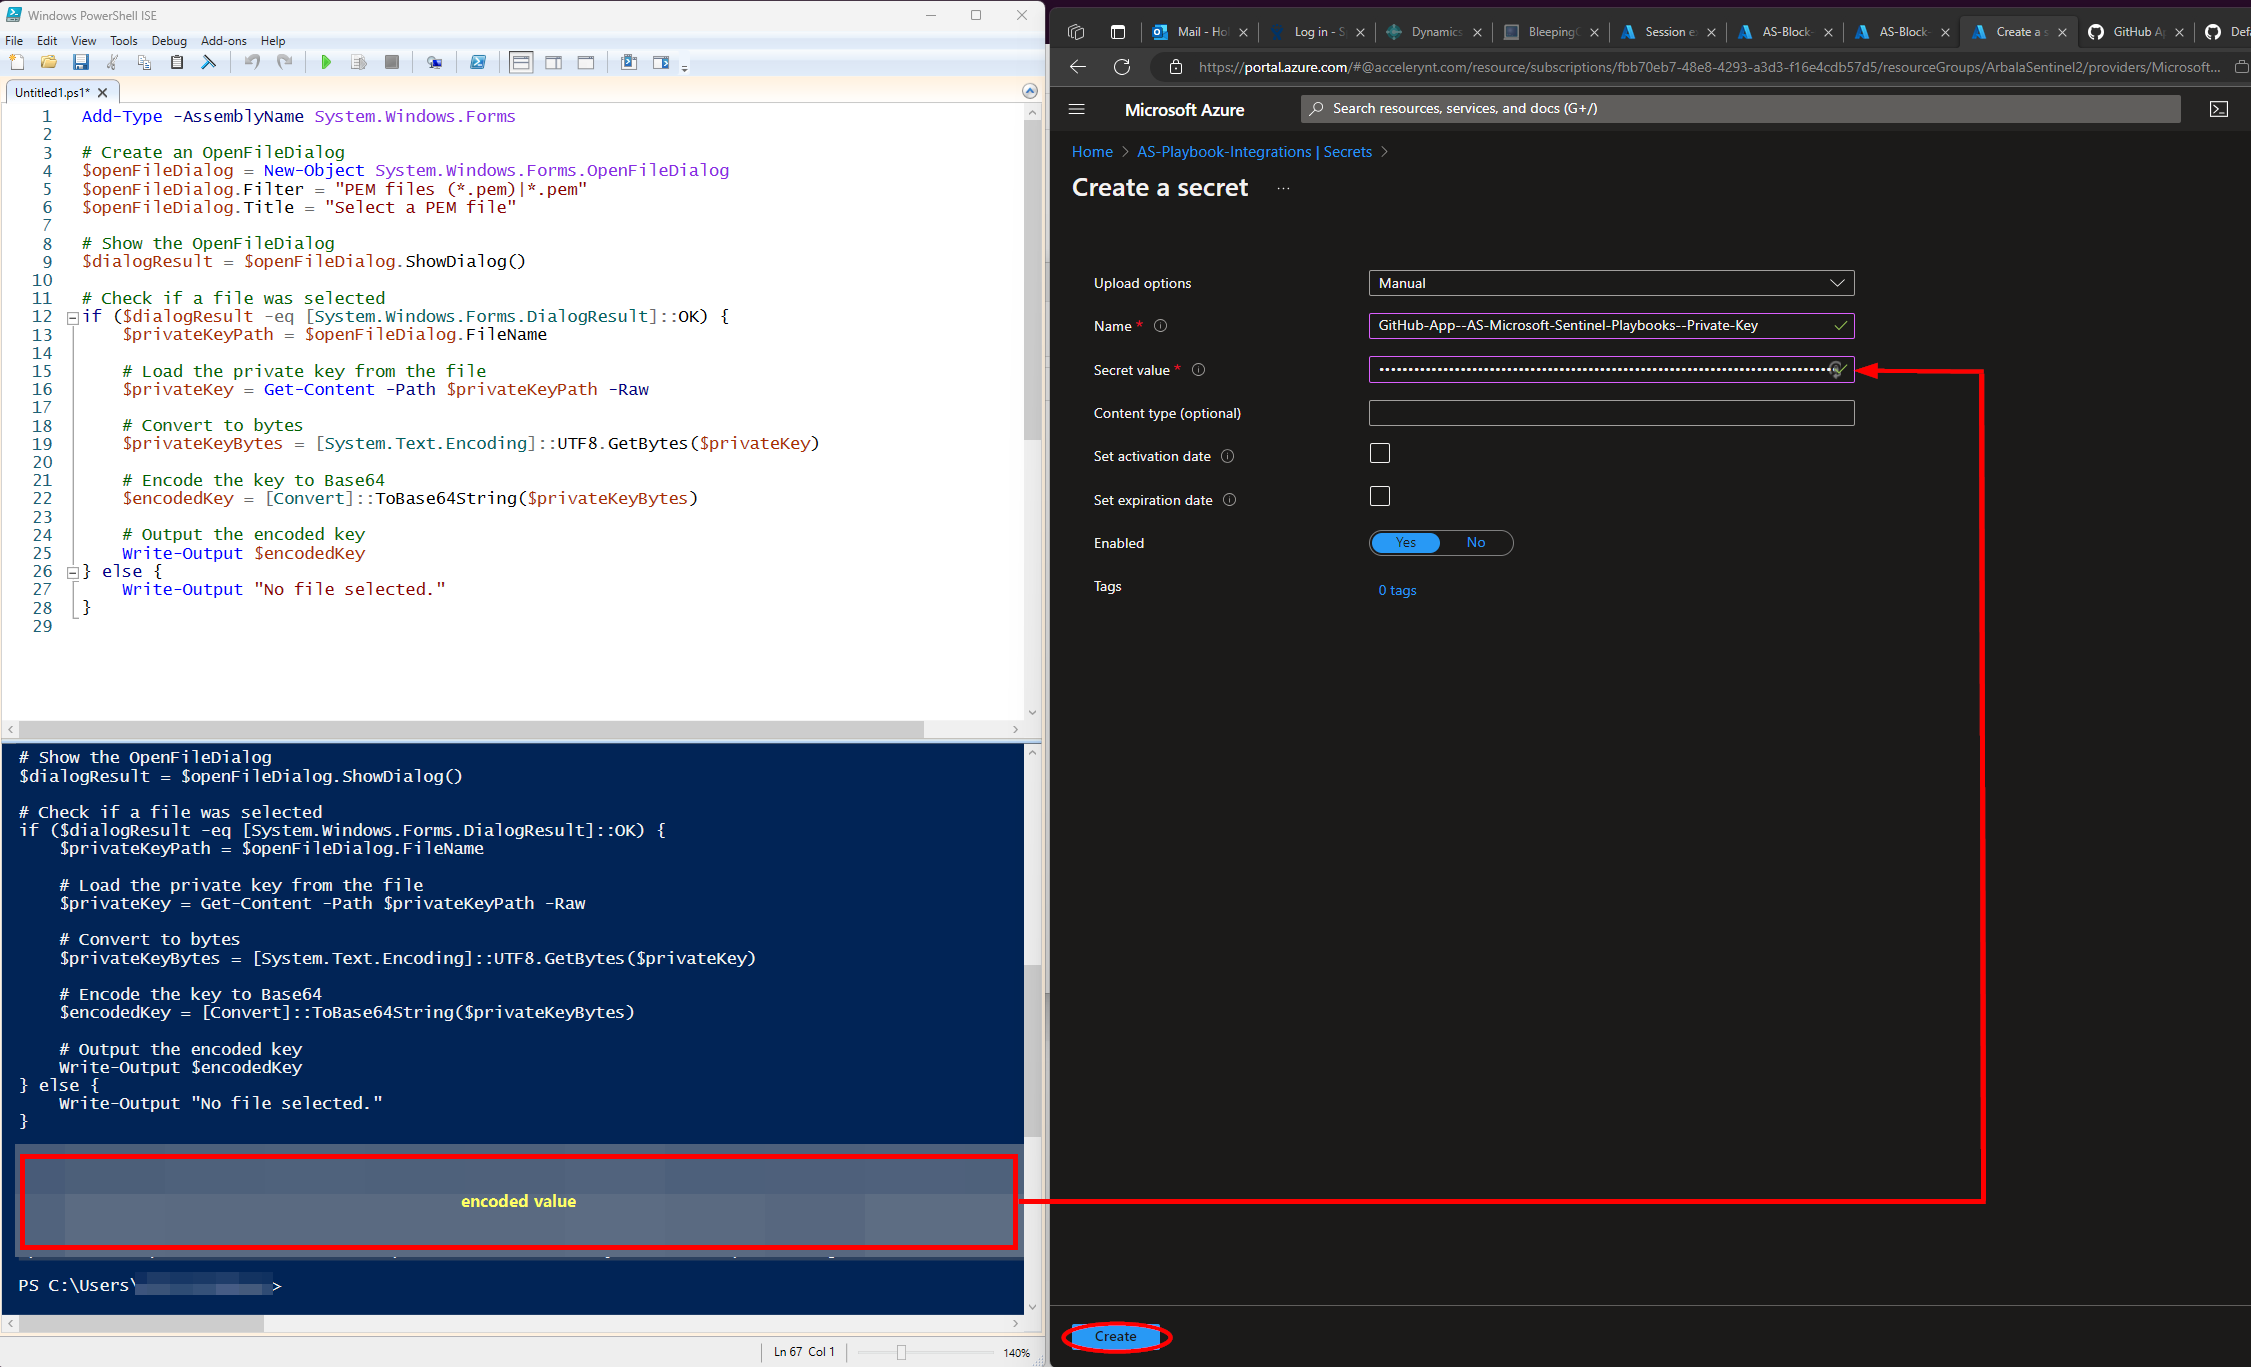 Windows PowerShell ISE
File Edit View Tools Debug Add-ons Help
Untitled1.ps1*
1 Add-Type -AssemblyName System.Windows.Forms
2
3 # Create an OpenFileDialog
4 $openFileDialog = New-Object System.Windows.Forms.OpenFileDialog
5 $openFileDialog.Filter = "PEM files (*.pem)|*.pem"
6 $openFileDialog.Title = "Select a PEM file"
7
8 # Show the OpenFileDialog
9 $dialogResult = $openFileDialog.ShowDialog()
10
11 # Check if a file was selected
12 if ($dialogResult -eq [System.Windows.Forms.DialogResult]::OK) {
13 $privateKeyPath = $openFileDialog.FileName
14
15 # Load the private key from the file
16 $privateKey = Get-Content -Path $privateKeyPath -Raw
17
18 # Convert to bytes
19 $privateKeyBytes = [System.Text.Encoding]::UTF8.GetBytes($privateKey)
20
21 # Encode the key to Base64
22 $encodedKey = [Convert]::ToBase64String($privateKeyBytes)
23
24 # Output the encoded key
25 Write-Output $encodedKey
26 } else {
27 Write-Output "No file selected."
28 }
29
# Show the OpenFileDialog
$dialogResult = $openFileDialog.ShowDialog()
# Check if a file was selected
if ($dialogResult -eq [System.Windows.Forms.DialogResult]::OK) {
$privateKeyPath = $openFileDialog.FileName
# Load the private key from the file
$privateKey = Get-Content -Path $privateKeyPath -Raw
# Convert to bytes
$privateKeyBytes = [System.Text.Encoding]::UTF8.GetBytes($privateKey)
# Encode the key to Base64
$encodedKey = [Convert]::ToBase64String($privateKeyBytes)
# Output the encoded key
Write-Output $encodedKey
} else {
Write-Output "No file selected."
}
encoded value
PS C:\Users\ >
Ln 67 Col 1 140%
Mail - Ho Log in - S Dynamics BleepingC Session e AS-Block- AS-Block- Create a s GitHub A Def
https://portal.azure.com/#@accelerynt.com/resource/subscriptions/fbb70eb7-48e8-4293-a3d3-f16e4cdb57d5/resourceGroups/ArbalaSentinel2/providers/Microsoft...
Microsoft Azure
Search resources, services, and docs (G+/)
Home > AS-Playbook-Integrations | Secrets >
Create a secret ...
Upload options Manual
Name * GitHub-App--AS-Microsoft-Sentinel-Playbooks--Private-Key
Secret value *
Content type (optional)
Set activation date
Set expiration date
Enabled Yes No
Tags 0 tags
Create